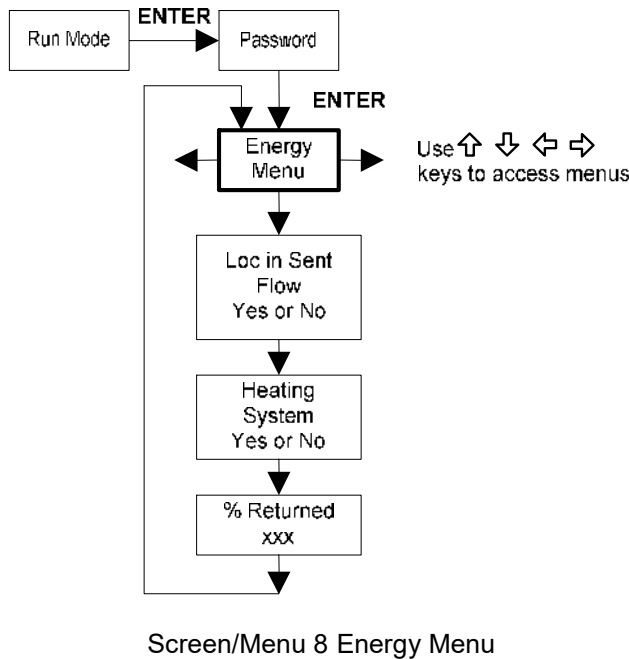 ENTER
Run Mode
Password
ENTER
Energy
Menu
Use
keys to access menus
Loc in Sent
Flow
Yes or No
Heating
System
Yes or No
% Returned
xxx
Screen/Menu 8 Energy Menu